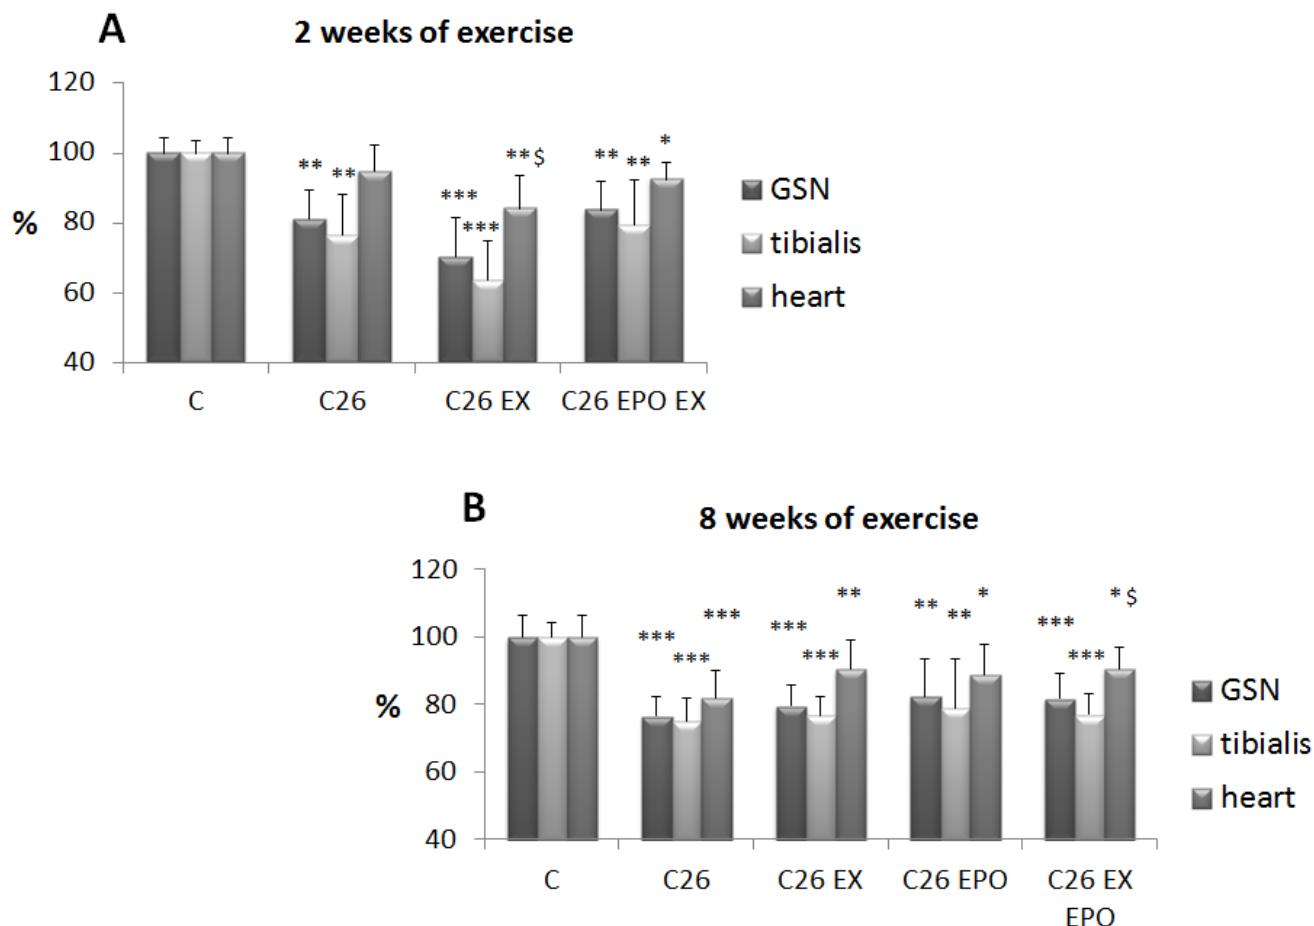 A
2 weeks of exercise
120
100
80
60
40
%
** ** 
*** *** ** $
** ** *
C C26 C26 EX C26 EPO EX
GSN
tibialis
heart
B
8 weeks of exercise
120
100
80
60
40
%
*** *** ***
*** *** **
** ** *
*** *** * $
C C26 C26 EX C26 EPO C26 EX
EPO
GSN
tibialis
heart